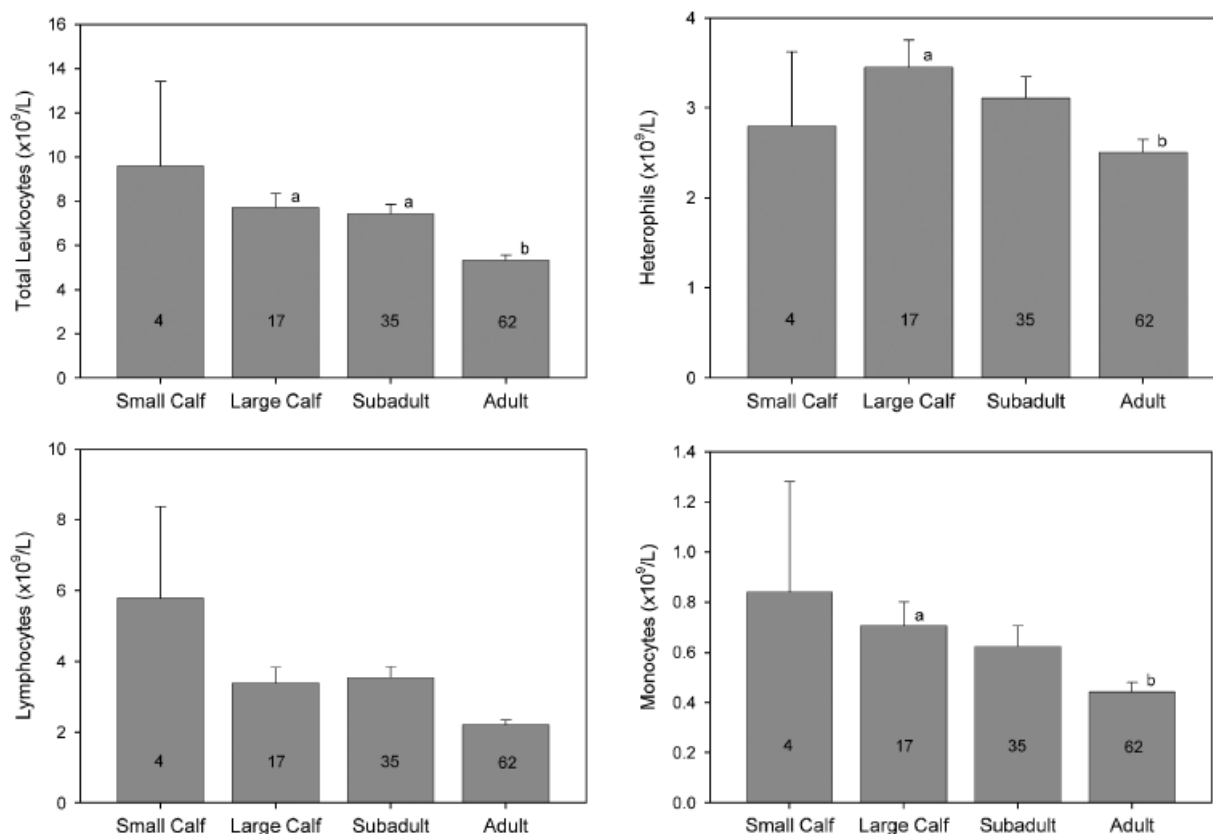 Total Leukocytes (x10⁹/L)
16
14
12
10
8
6
4
2
0
a
a
b
4
17
35
62
Small Calf
Large Calf
Subadult
Adult
Heterophils (x10⁹/L)
4
3
2
1
0
a
b
4
17
35
62
Small Calf
Large Calf
Subadult
Adult
Lymphocytes (x10⁹/L)
10
8
6
4
2
0
4
17
35
62
Small Calf
Large Calf
Subadult
Adult
Monocytes (x10⁹/L)
1.4
1.2
1.0
0.8
0.6
0.4
0.2
0.0
a
b
4
17
35
62
Small Calf
Large Calf
Subadult
Adult